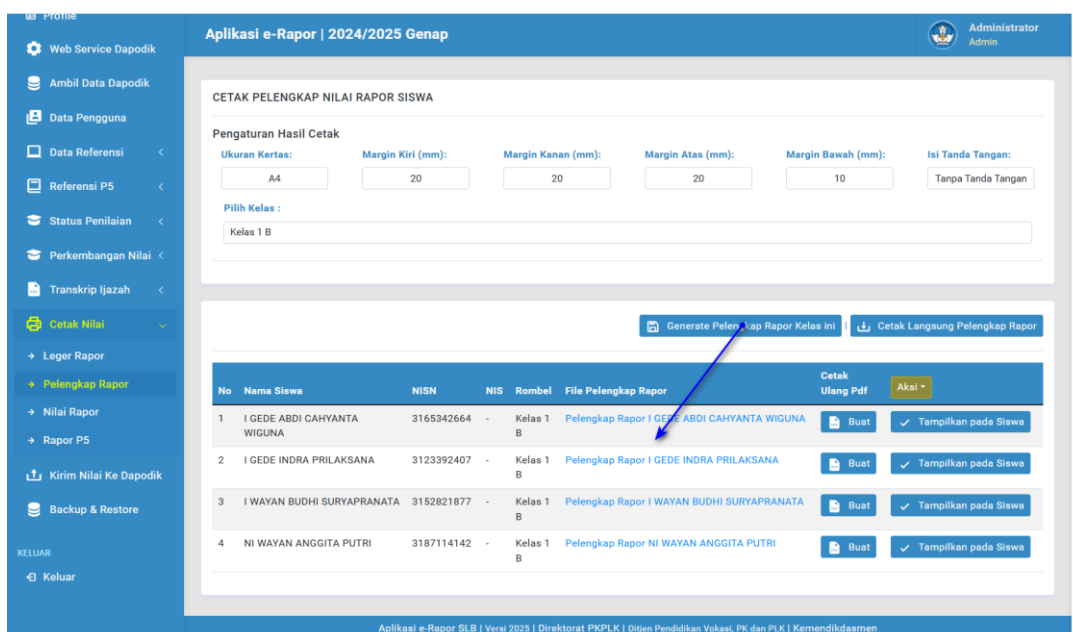 Profile
Web Service Dapodik
Ambil Data Dapodik
Data Pengguna
Data Referensi
Referensi P5
Status Penilaian
Perkembangan Nilai
Transkrip Ijazah
Cetak Nilai
Leger Rapor
Pelengkap Rapor
Nilai Rapor
Rapor P5
Kirim Nilai Ke Dapodik
Backup & Restore
KELUAR
Keluar
Aplikasi e-Rapor | 2024/2025 Genap
Administrator
Admin
CETAK PELENGKAP NILAI RAPOR SISWA
Pengaturan Hasil Cetak
Ukuran Kertas: Margin Kiri (mm): Margin Kanan (mm): Margin Atas (mm): Margin Bawah (mm): Isi Tanda Tangan:
A4 20 20 20 10 Tanpa Tanda Tangan
Pilih Kelas :
Kelas 1 B
Generate Pelengkap Rapor Kelas ini | Cetak Langsung Pelengkap Rapor
No Nama Siswa NISN NIS Rombel File Pelengkap Rapor Cetak Ulang Pdf Aksi
1 I GEDE ABDI CAHYANTA WIGUNA 3165342664 - Kelas 1 B Pelengkap Rapor I GEDE ABDI CAHYANTA WIGUNA Buat Tampilkan pada Siswa
2 I GEDE INDRA PRILAKSANA 3123392407 - Kelas 1 B Pelengkap Rapor I GEDE INDRA PRILAKSANA Buat Tampilkan pada Siswa
3 I WAYAN BUDHI SURYAPRANATA 3152821877 - Kelas 1 B Pelengkap Rapor I WAYAN BUDHI SURYAPRANATA Buat Tampilkan pada Siswa
4 NI WAYAN ANGGITA PUTRI 3187114142 - Kelas 1 B Pelengkap Rapor NI WAYAN ANGGITA PUTRI Buat Tampilkan pada Siswa
Aplikasi e-Rapor SLB | Versi 2025 | Direktorat PKPLK | Ditjen Pendidikan Vokasi, PK dan PLK | Kemendikdasmen